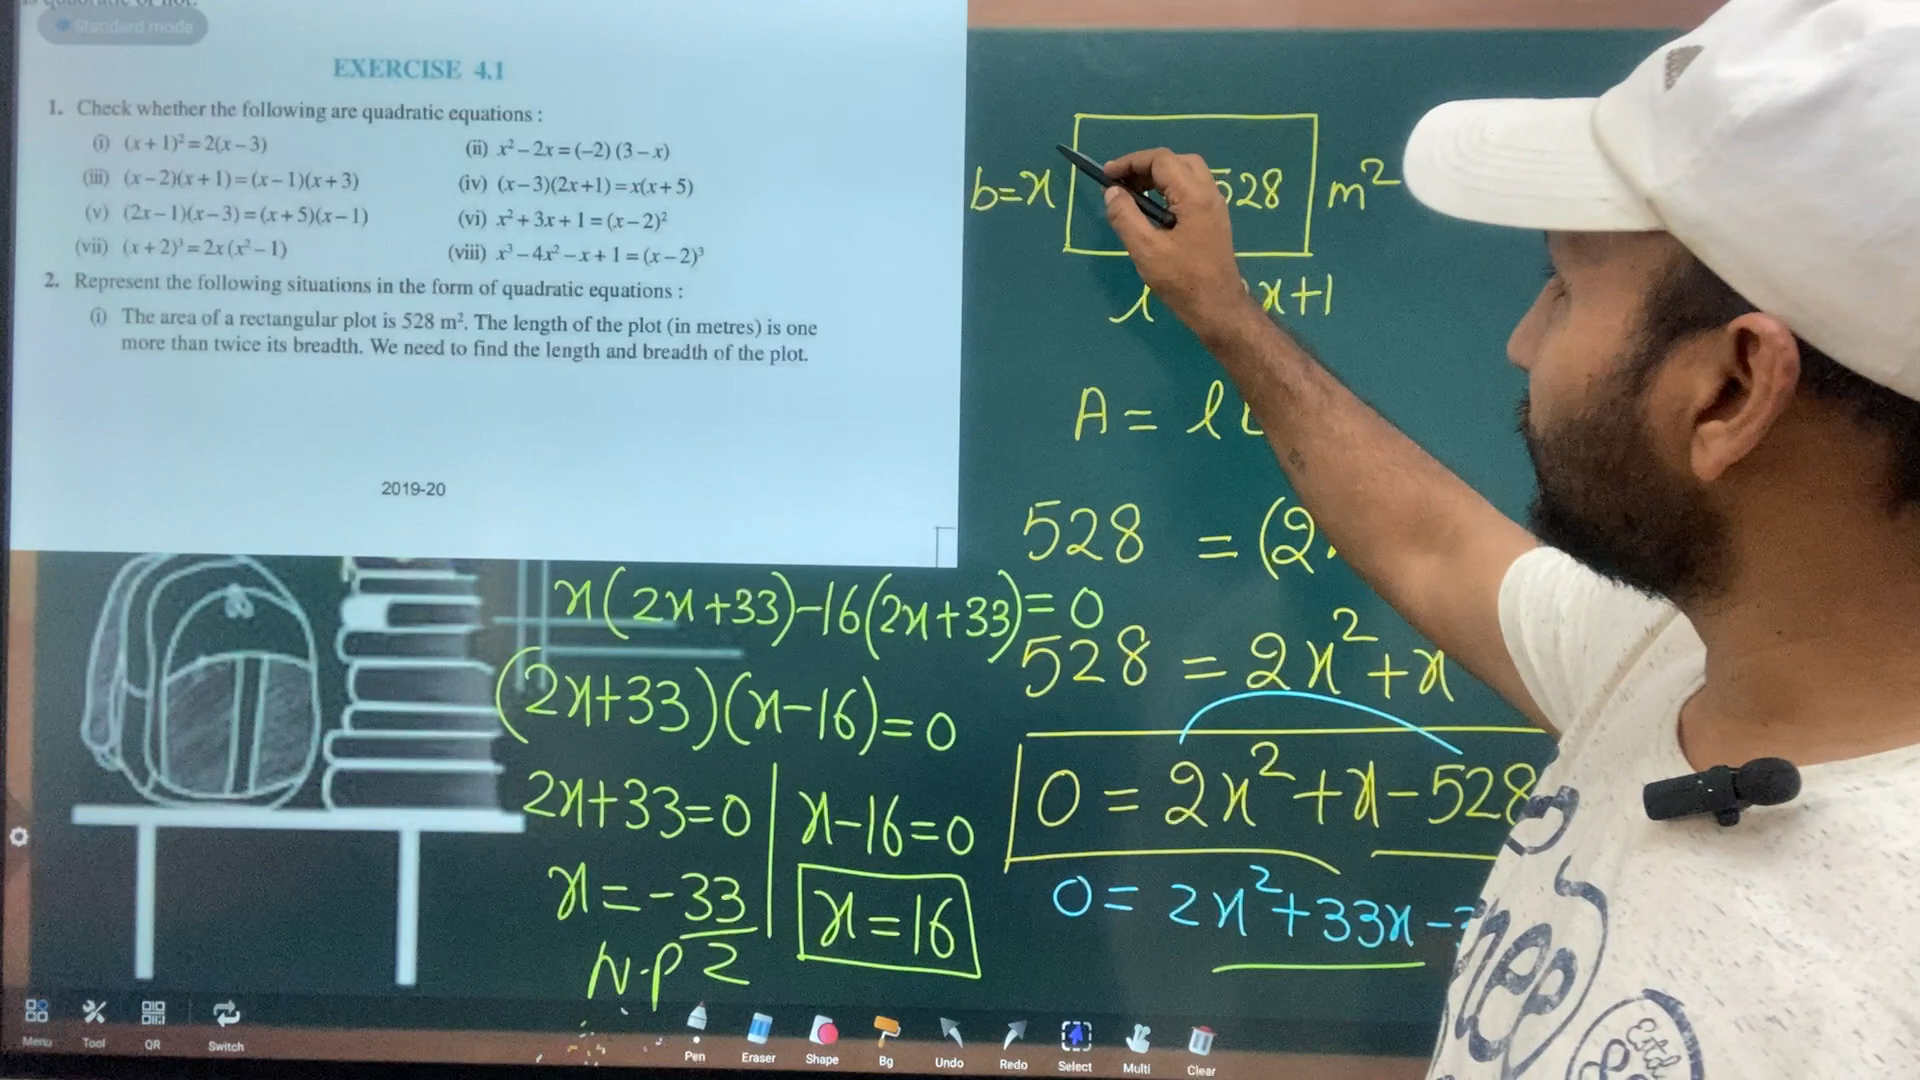 Standard mode
EXERCISE 4.1
1. Check whether the following are quadratic equations :
(i) (x + 1)² = 2(x – 3)
(ii) x² – 2x = (–2) (3 – x)
(iii) (x – 2)(x + 1) = (x – 1)(x + 3)
(iv) (x – 3)(2x + 1) = x(x + 5)
(v) (2x – 1)(x – 3) = (x + 5)(x – 1)
(vi) x² + 3x + 1 = (x – 2)²
(vii) (x + 2)³ = 2x (x² – 1)
(viii) x³ – 4x² – x + 1 = (x – 2)³
2. Represent the following situations in the form of quadratic equations :
(i) The area of a rectangular plot is 528 m². The length of the plot (in metres) is one
more than twice its breadth. We need to find the length and breadth of the plot.
2019-20
b=x
528 m²
l
x+1
A = l
528 = (2
528 = 2x²+x
0 = 2x²+x-528
0 = 2x²+33x-
x(2x+33)-16(2x+33)=0
(2x+33)(x-16)=0
2x+33=0
x=-33
2
N.P
x-16=0
x=16
Menu
Tool
QR
Switch
Pen
Eraser
Shape
Bg
Undo
Redo
Select
Multi
Clear